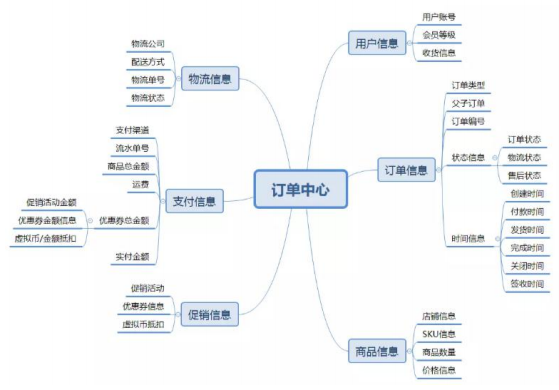 订单中心
用户信息
用户账号
会员等级
收货信息
订单信息
订单类型
父子订单
订单编号
状态信息
订单状态
物流状态
售后状态
时间信息
创建时间
付款时间
发货时间
完成时间
关闭时间
签收时间
商品信息
店铺信息
SKU信息
商品数量
价格信息
物流信息
物流公司
配送方式
物流单号
物流状态
支付信息
支付渠道
流水单号
商品总金额
运费
优惠券总金额
促销活动金额
优惠券金额信息
虚拟币/金额抵扣
实付金额
促销信息
促销活动
优惠券信息
虚拟币抵扣